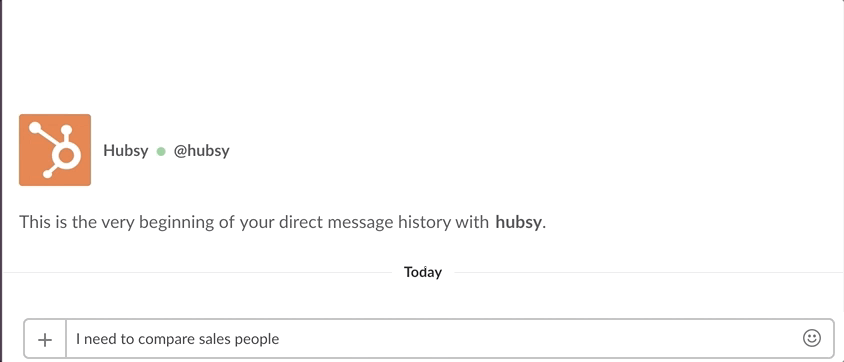 Hubsy @hubsy
This is the very beginning of your direct message history with hubsy.
Today
I need to compare sales people